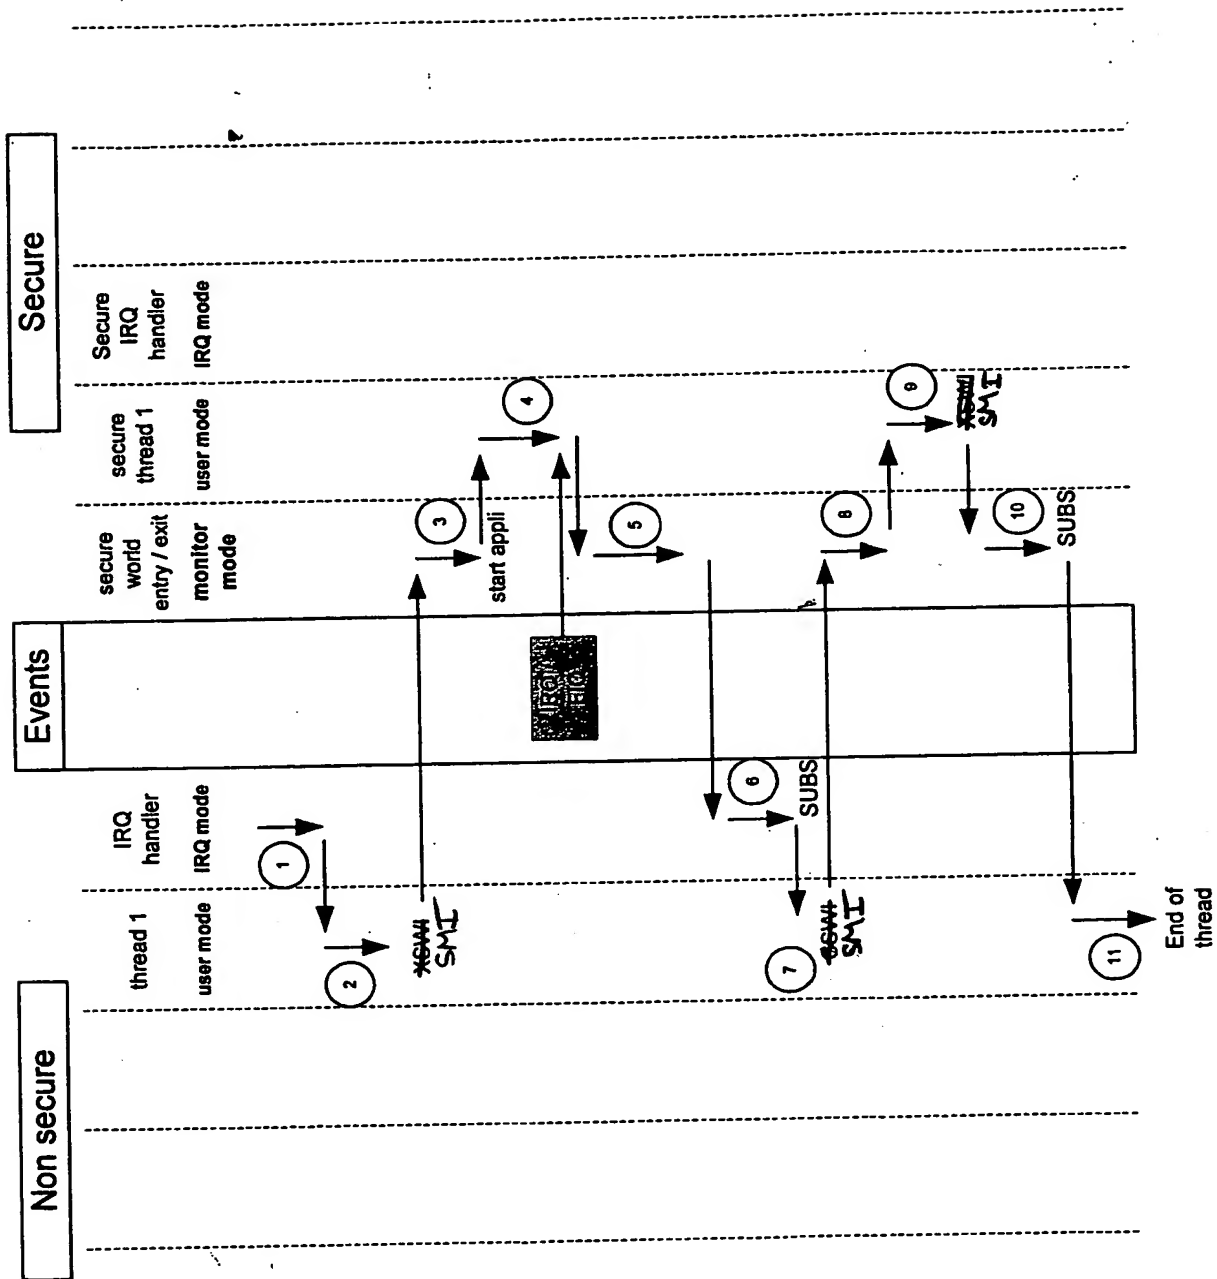 Non secure
Events
Secure
thread 1
user mode
IRQ
handler
IRQ mode
secure
world
entry / exit
monitor
mode
secure
thread 1
user mode
Secure
IRQ
handler
IRQ mode
1
2
XSWI
SMI
3
start appli
4
5
6
SUBS
7
SMI
8
9
SMI
10
SUBS
11
End of
thread